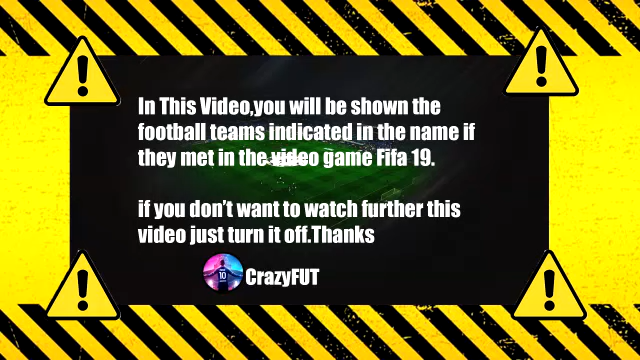 In This Video,you will be shown the
football teams indicated in the name if
they met in the video game Fifa 19.
if you don't want to watch further this
video just turn it off.Thanks
10
CrazyFUT